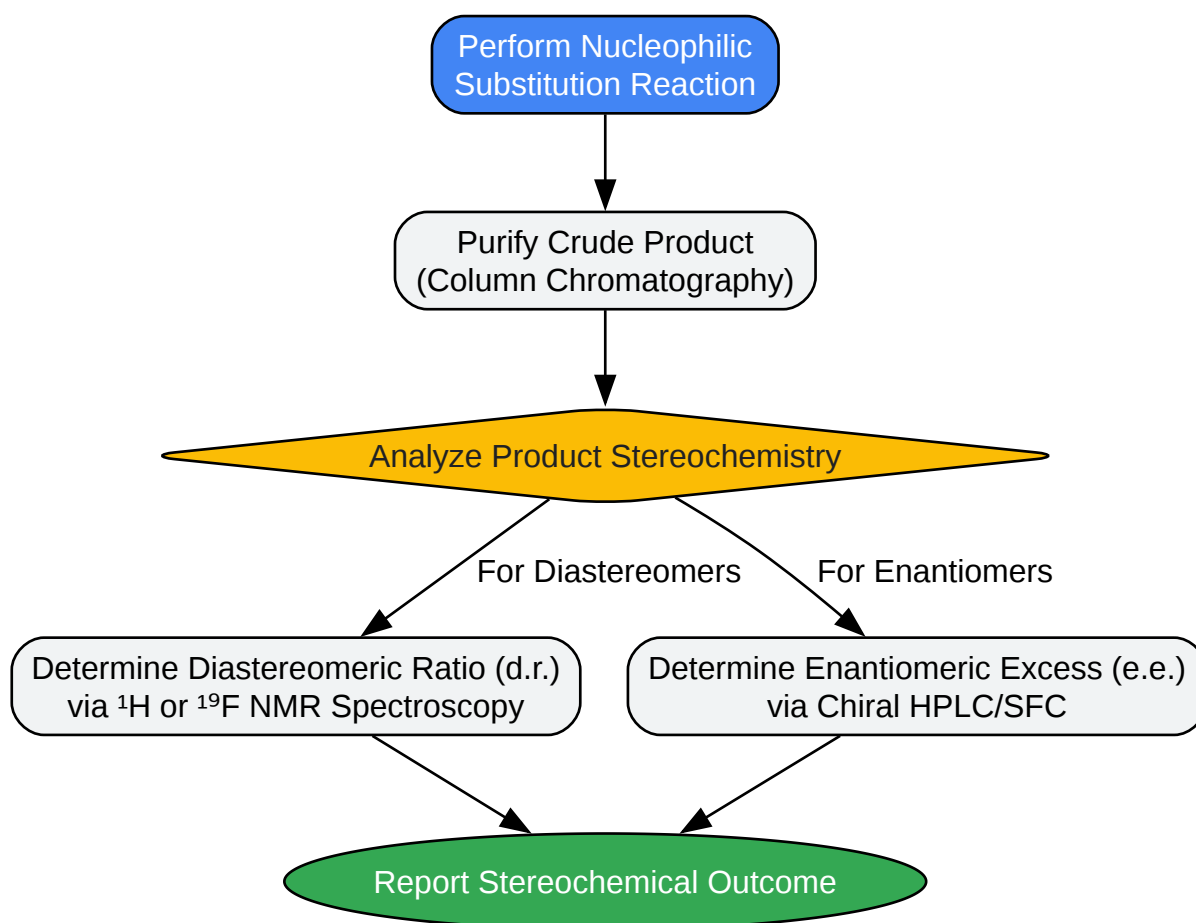 Perform Nucleophilic
Substitution Reaction
Purify Crude Product
(Column Chromatography)
Analyze Product Stereochemistry
For Diastereomers
For Enantiomers
Determine Diastereomeric Ratio (d.r.)
via ¹H or ¹⁹F NMR Spectroscopy
Determine Enantiomeric Excess (e.e.)
via Chiral HPLC/SFC
Report Stereochemical Outcome